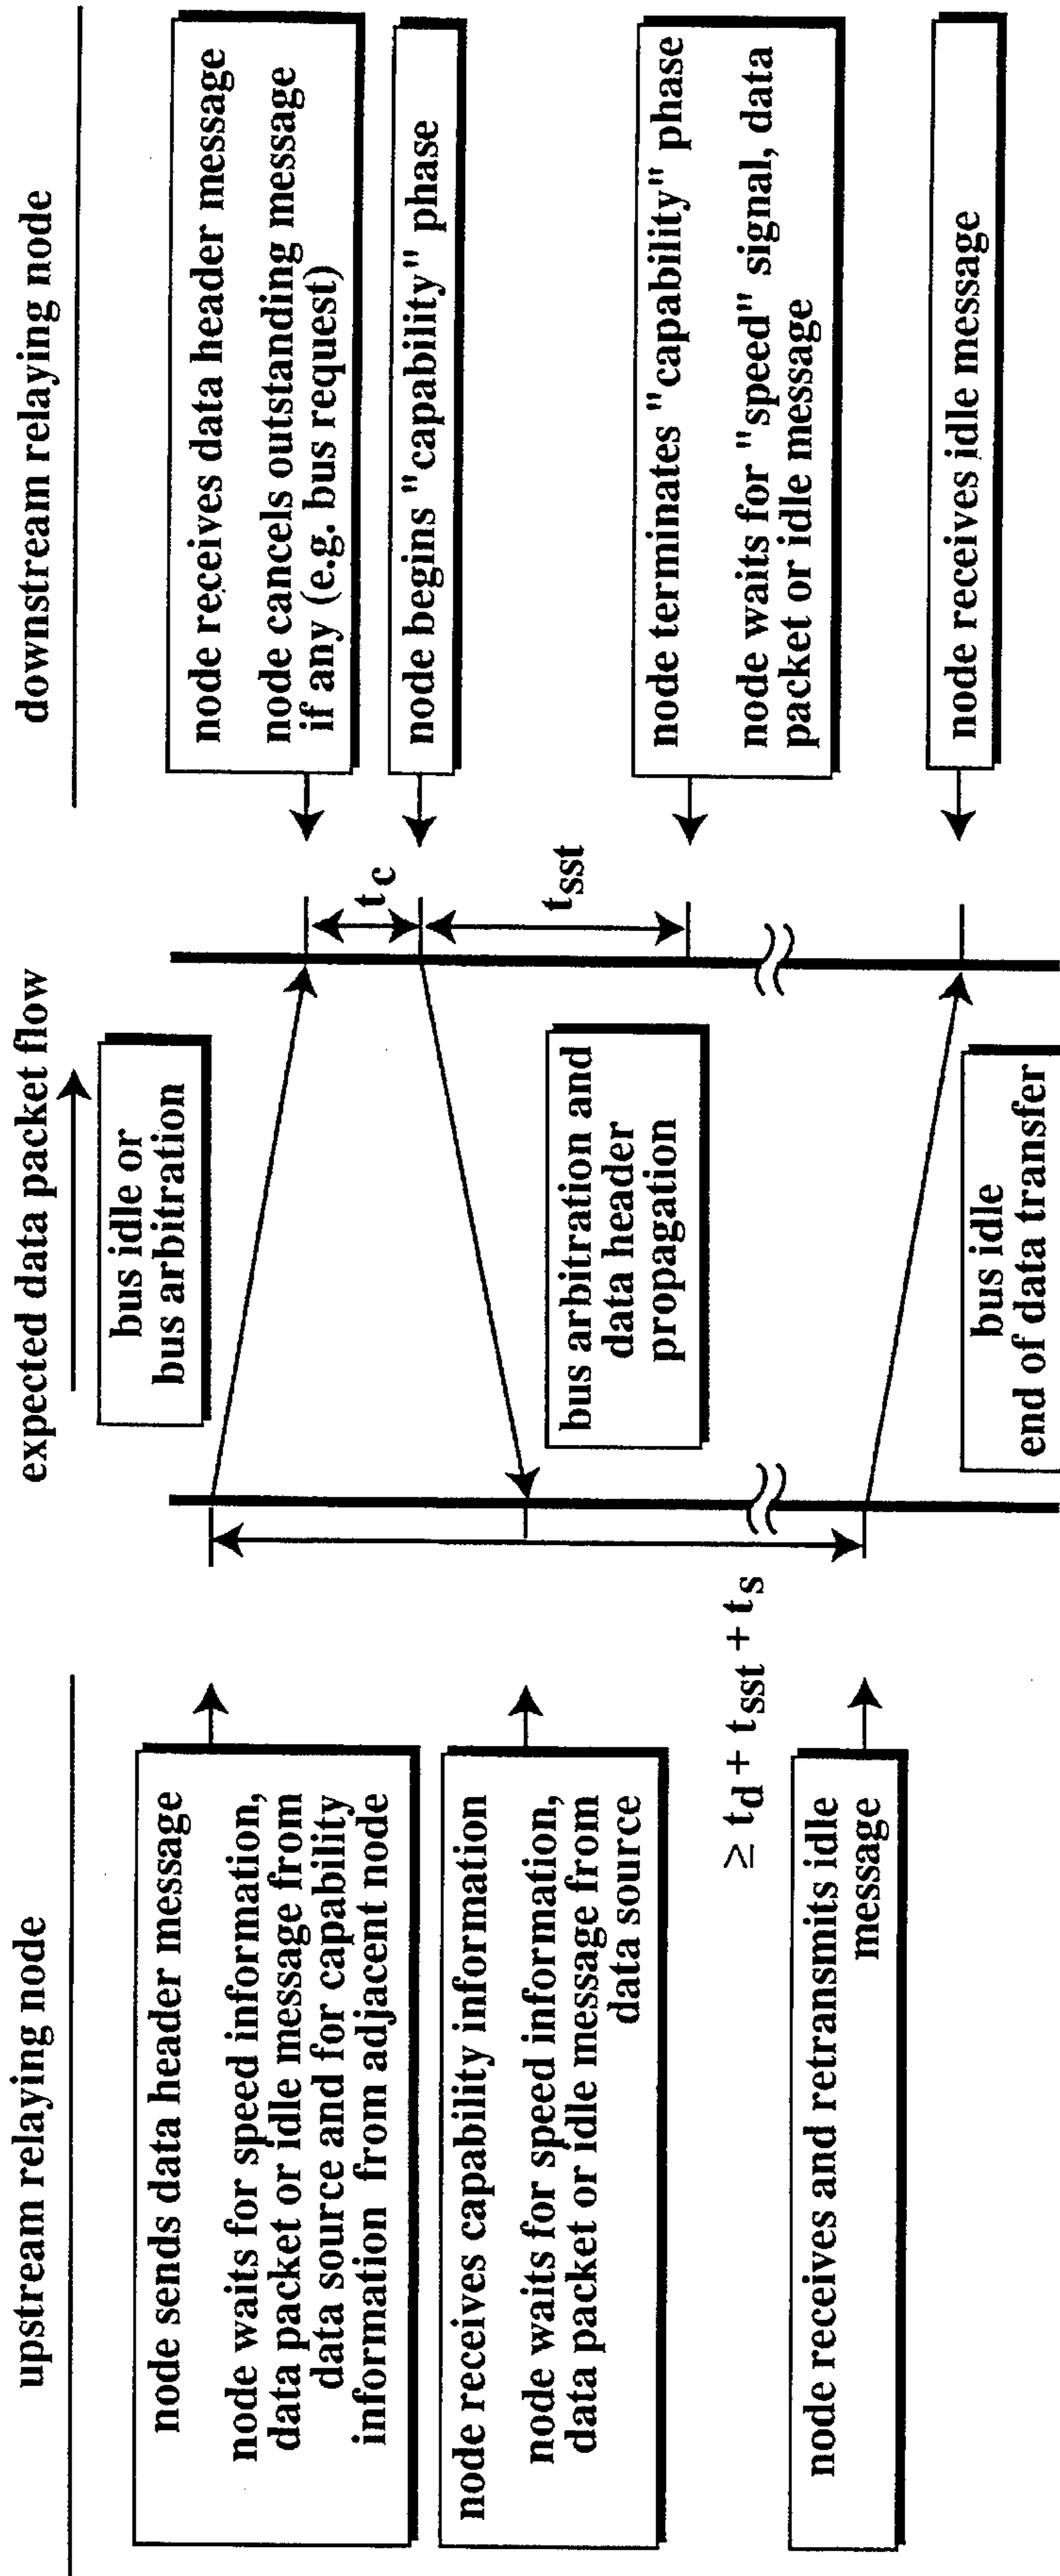 upstream relaying node
expected data packet flow
downstream relaying node
node sends data header message
node waits for speed information,
data packet or idle message from
data source and for capability
information from adjacent node
node receives capability information
node waits for speed information,
data packet or idle message from
data source
≥ td + tsst + ts
node receives and retransmits idle
message
bus idle or
bus arbitration
bus arbitration and
data header
propagation
bus idle
end of data transfer
tc
tsst
node receives data header message
node cancels outstanding message
if any (e.g. bus request)
node begins "capability" phase
node terminates "capability" phase
node waits for "speed" signal, data
packet or idle message
node receives idle message